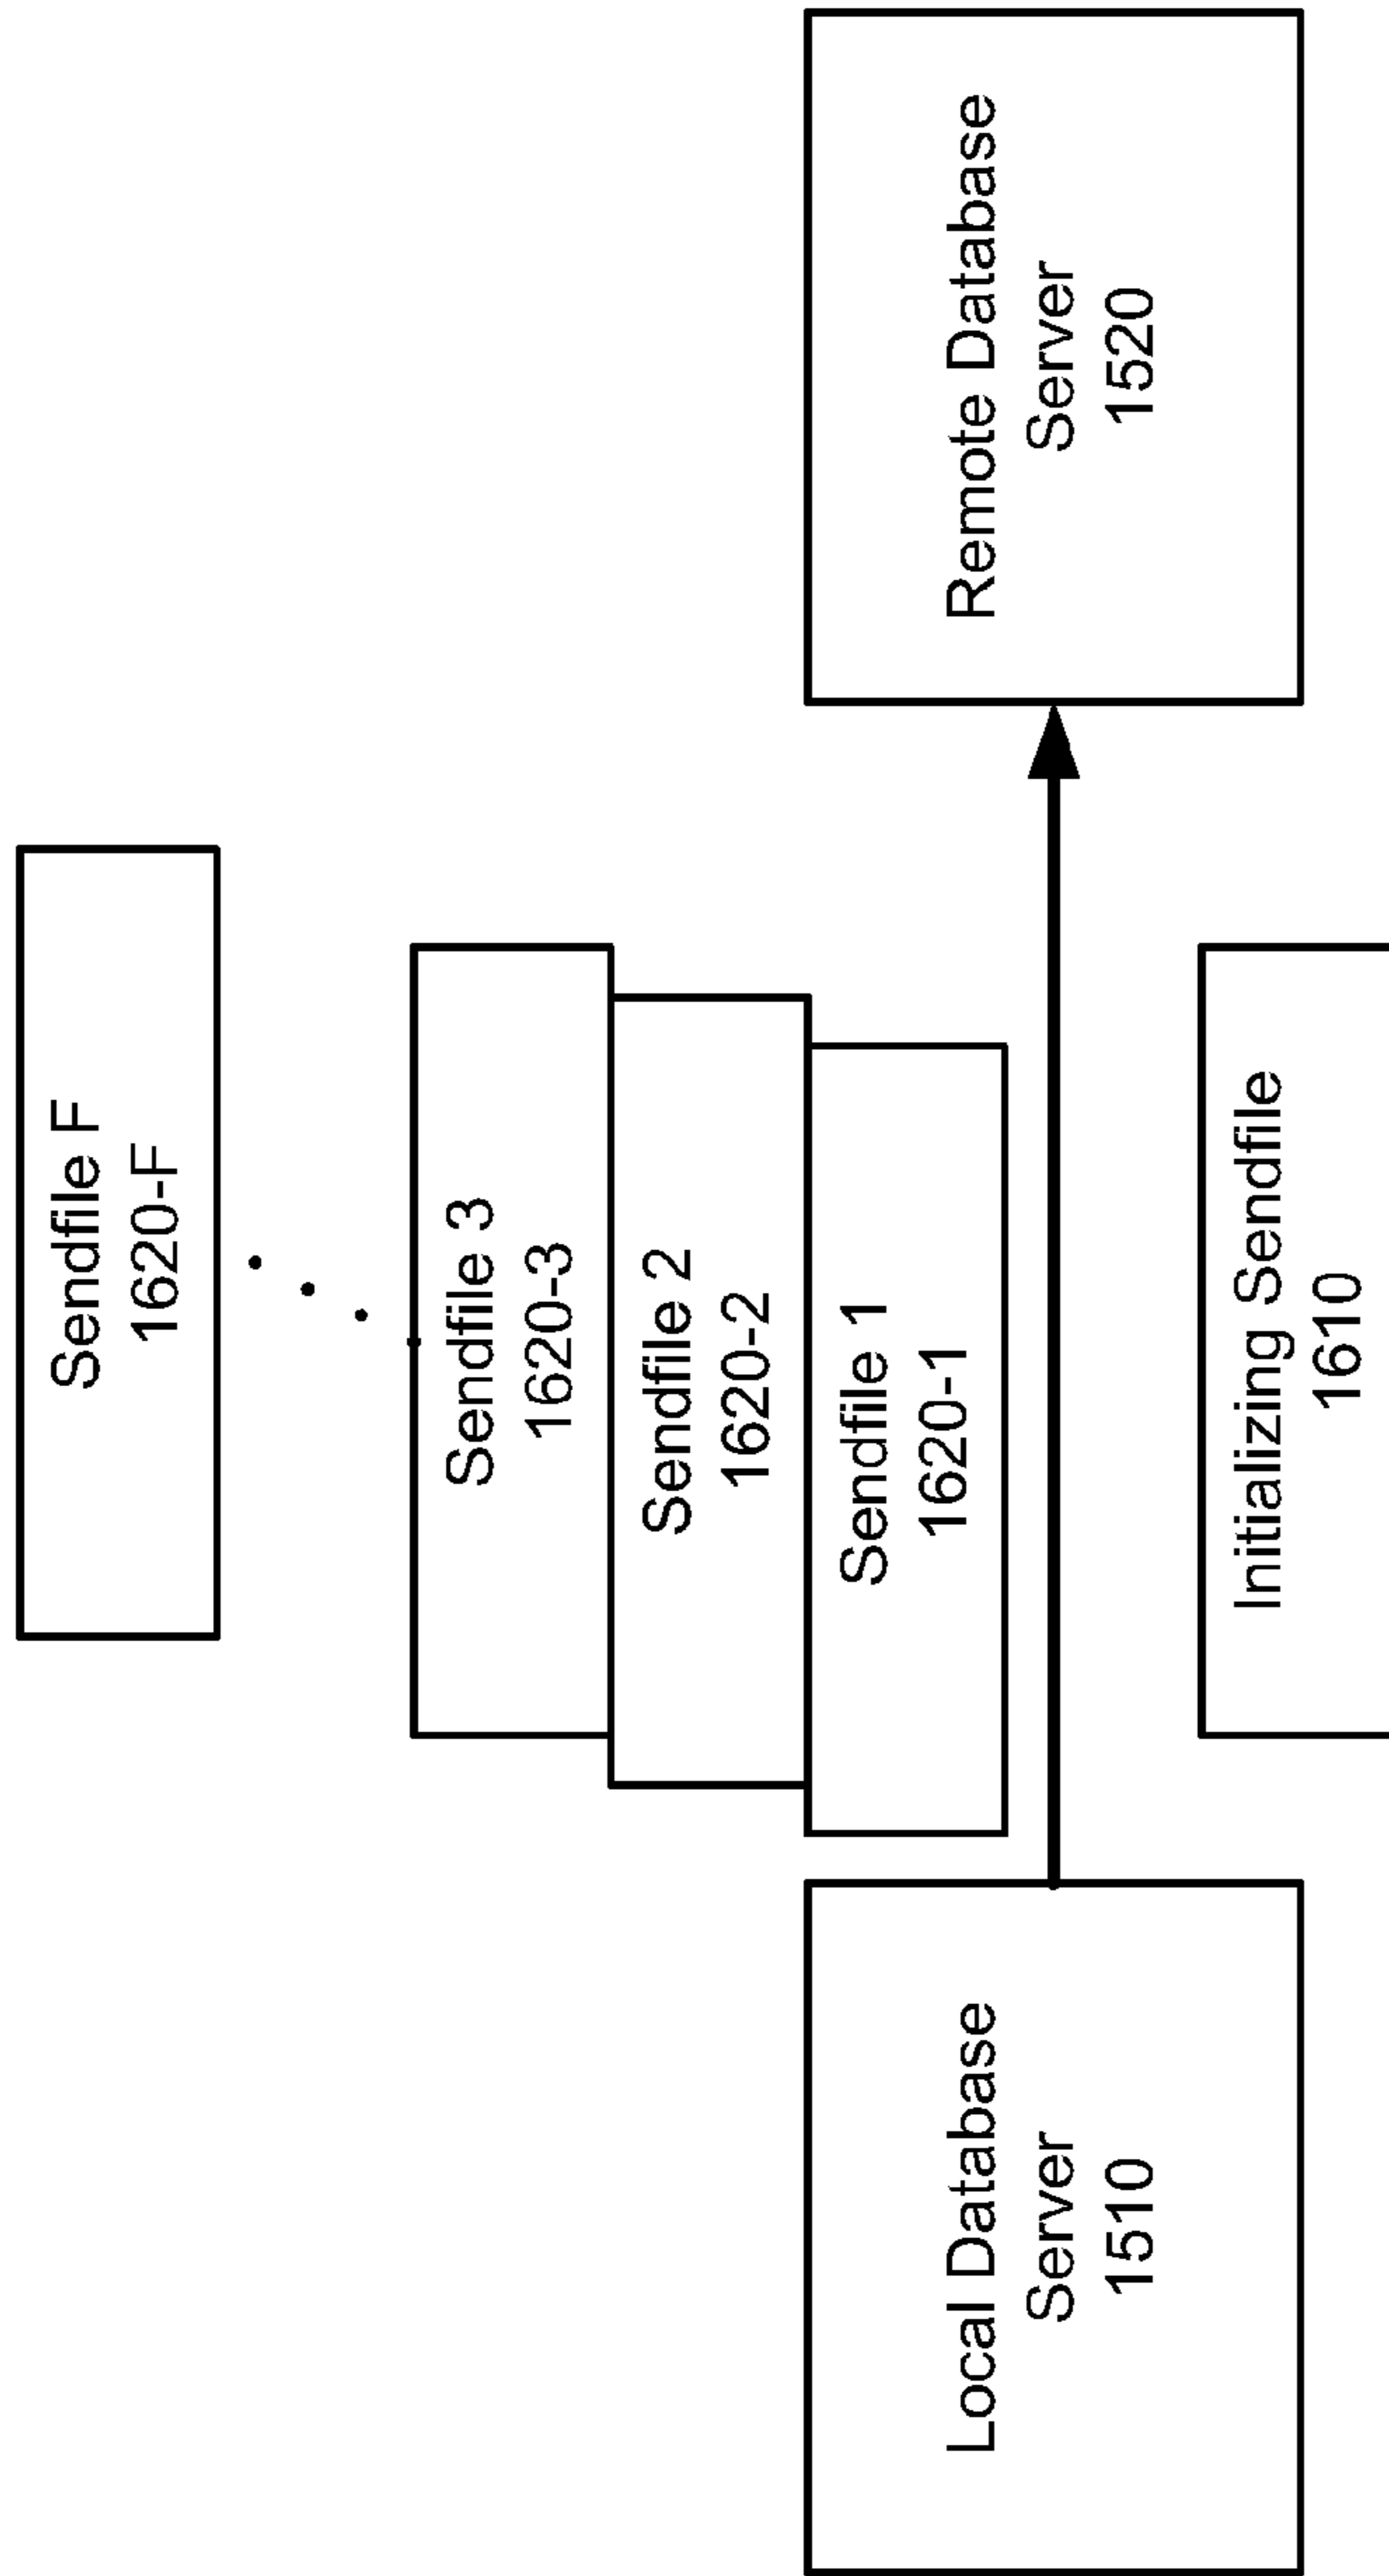 Sendfile F
1620-F
Sendfile 3
1620-3
Sendfile 2
1620-2
Sendfile 1
1620-1
Local Database
Server
1510
Remote Database
Server
1520
Initializing Sendfile
1610